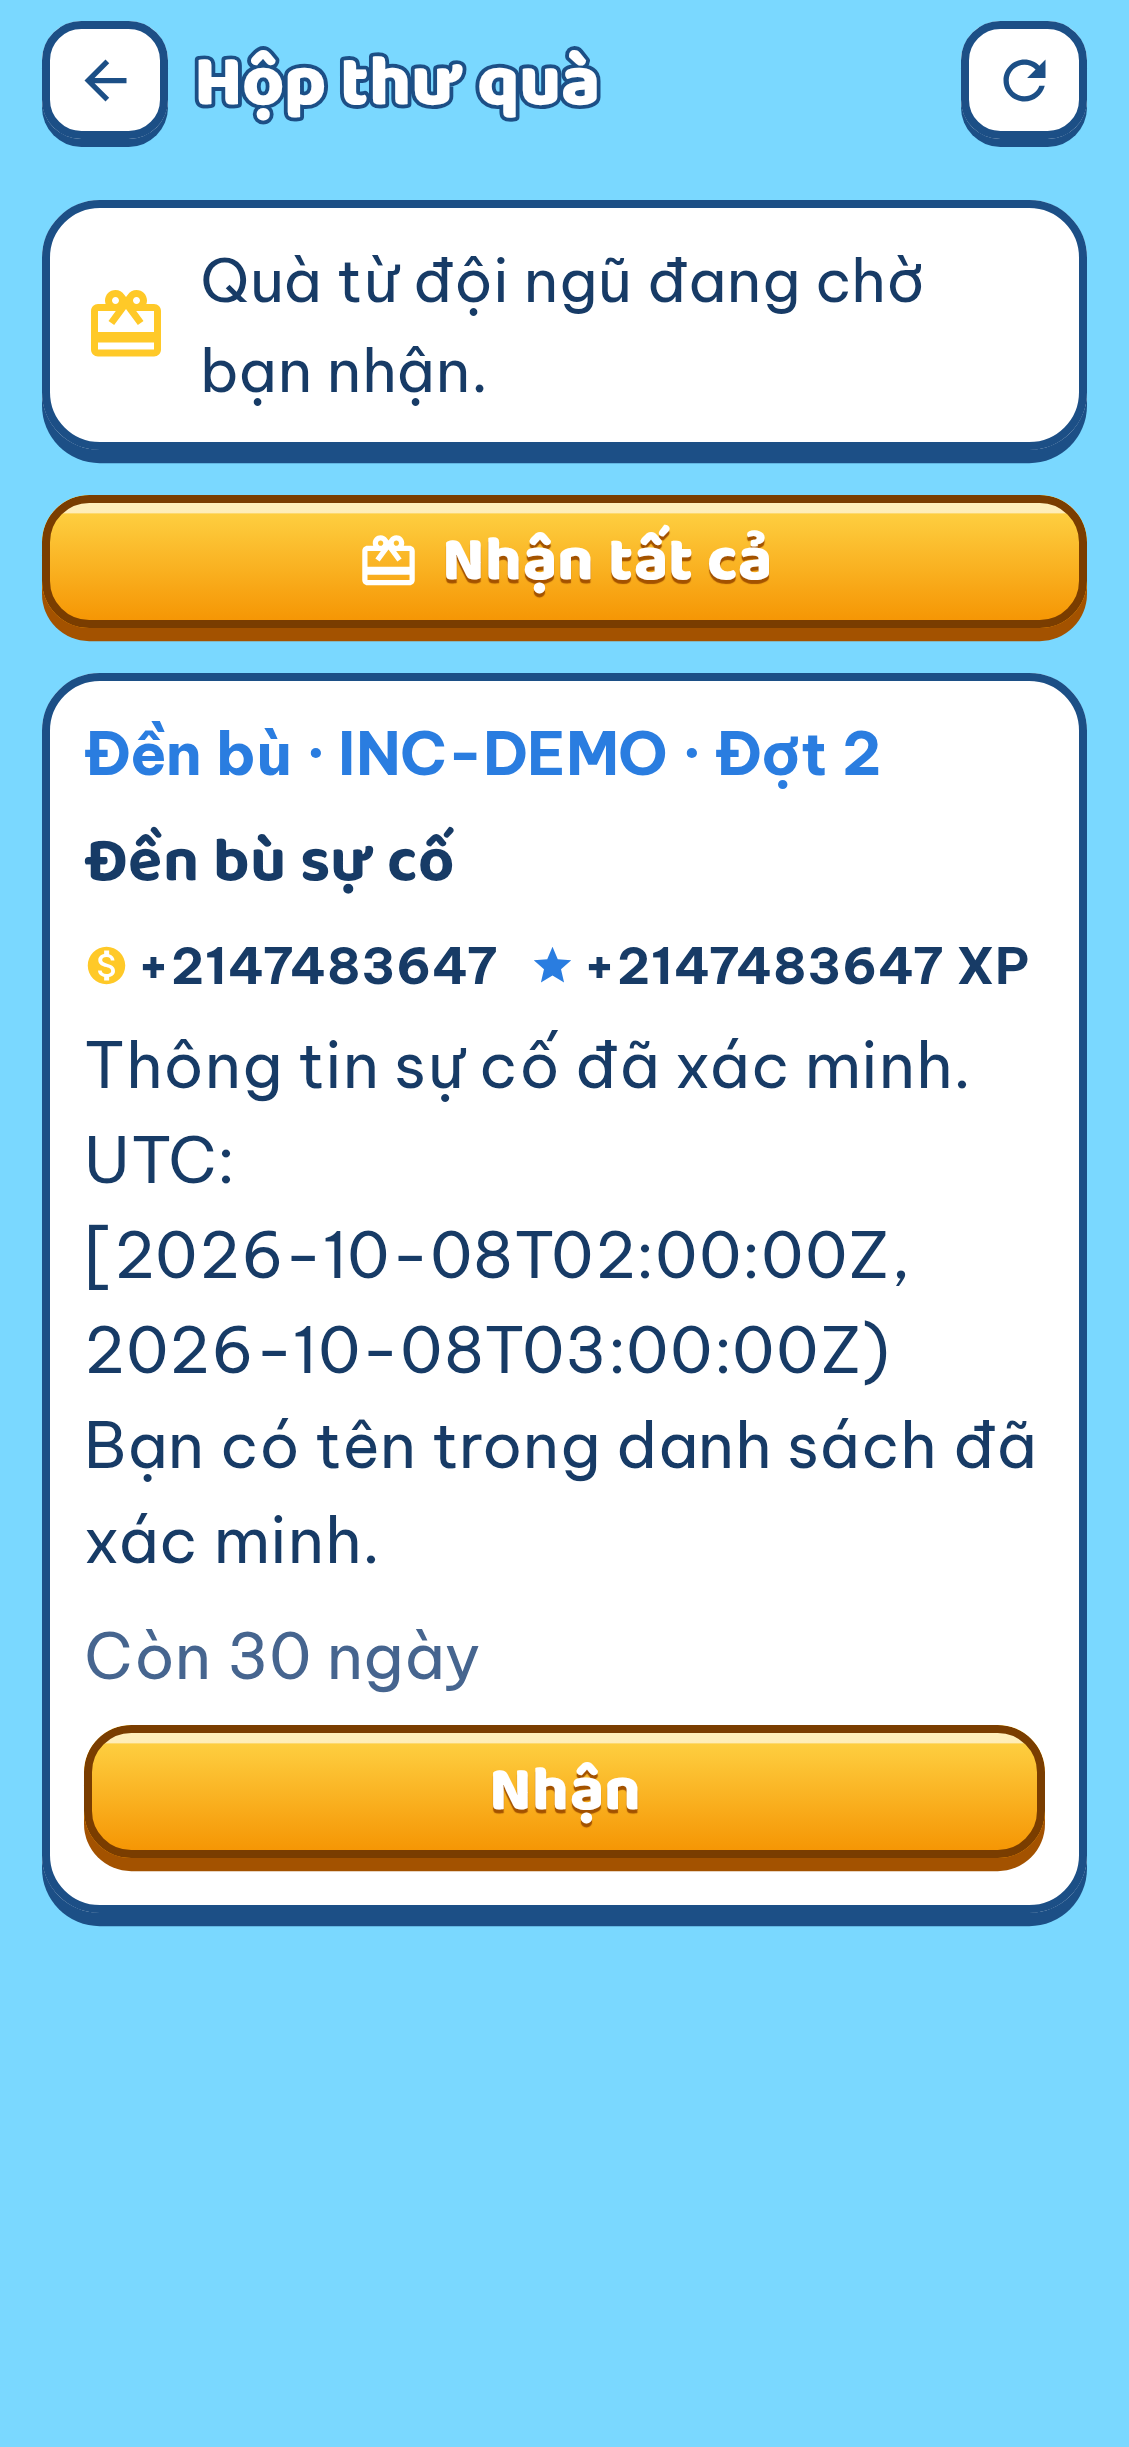 Hộp thư quà
Quà từ đội ngũ đang chờ
bạn nhận.
Nhận tất cả
Đền bù · INC-DEMO · Đợt 2
Đền bù sự cố
+2147483647 +2147483647 XP
Thông tin sự cố đã xác minh.
UTC:
[2026-10-08T02:00:00Z,
2026-10-08T03:00:00Z)
Bạn có tên trong danh sách đã
xác minh.
Còn 30 ngày
Nhận